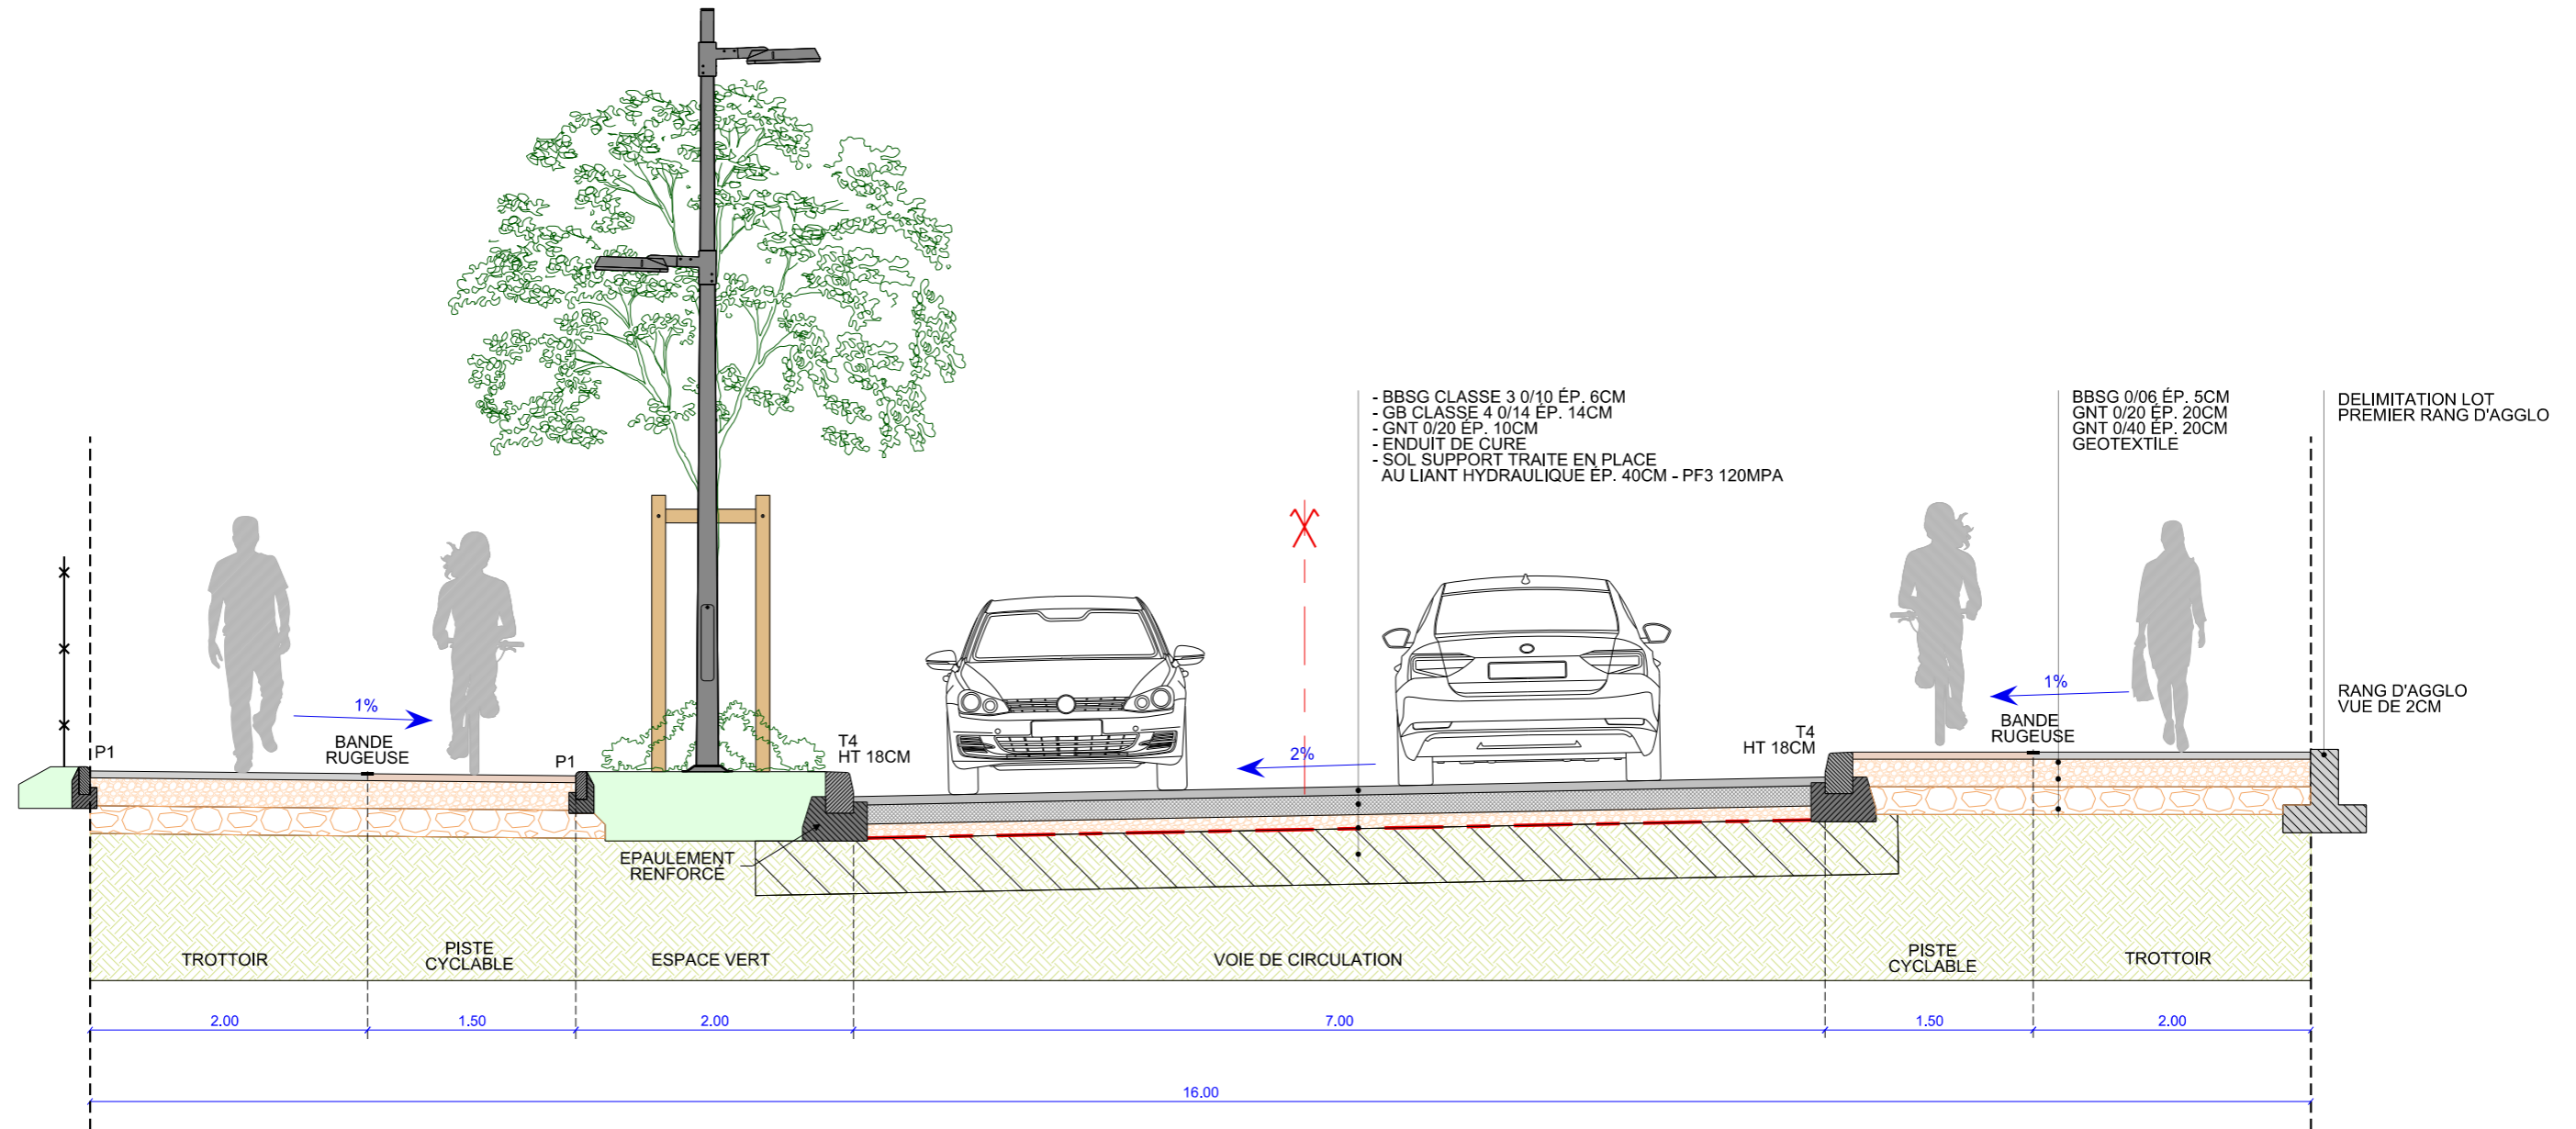 - BBSG CLASSE 3 0/10 ÉP. 6CM
- GB CLASSE 4 0/14 ÉP. 14CM
- GNT 0/20 ÉP. 10CM
- ENDUIT DE CURE
- SOL SUPPORT TRAITE EN PLACE
AU LIANT HYDRAULIQUE ÉP. 40CM - PF3 120MPA
BBSG 0/06 ÉP. 5CM
GNT 0/20 ÉP. 20CM
GNT 0/40 ÉP. 20CM
GEOTEXTILE
DELIMITATION LOT
PREMIER RANG D'AGGLO
RANG D'AGGLO
VUE DE 2CM
1%
1%
2%
P1
BANDE
RUGEUSE
P1
T4
HT 18CM
T4
HT 18CM
BANDE
RUGEUSE
EPAULEMENT
RENFORCÉ
TROTTOIR
PISTE
CYCLABLE
ESPACE VERT
VOIE DE CIRCULATION
PISTE
CYCLABLE
TROTTOIR
2.00
1.50
2.00
7.00
1.50
2.00
16.00